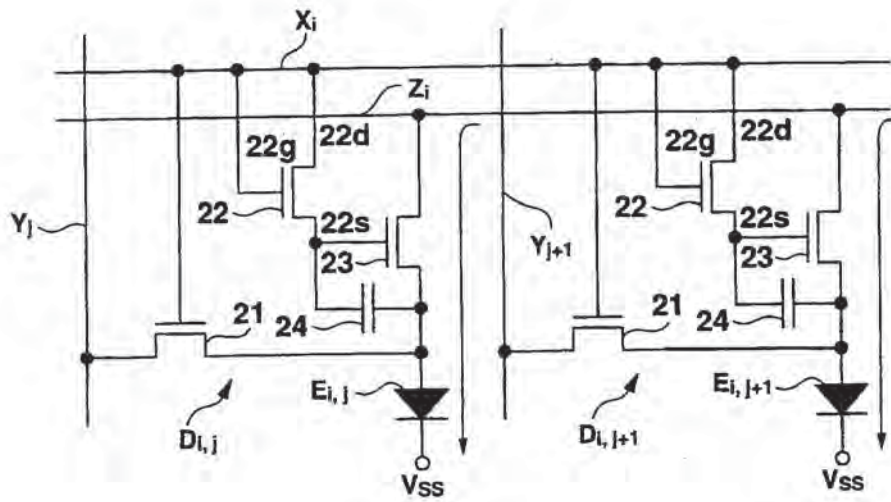 Xi
Zi
22g 22d 22g 22d
22 22s 22 22s
Yj 23 Yj+1 23
21 24 21 24
Ei, j Ei, j+1
Di, j Di, j+1
VSS VSS